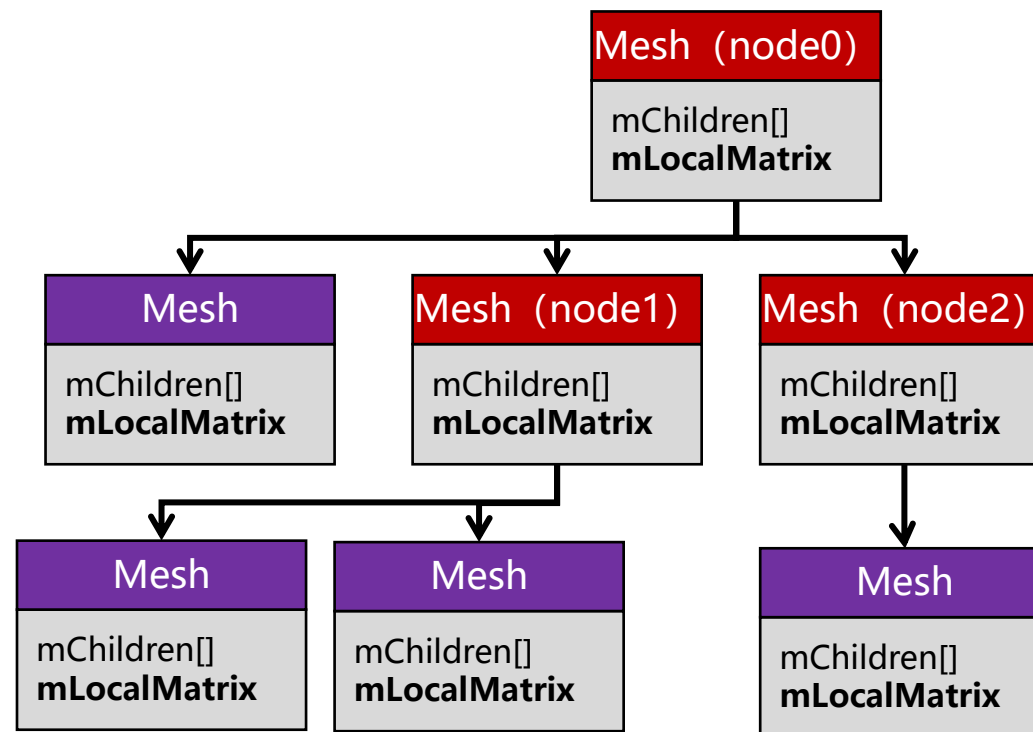 Mesh（node0）
mChildren[]
mLocalMatrix
Mesh
mChildren[]
mLocalMatrix
Mesh（node1）
mChildren[]
mLocalMatrix
Mesh（node2）
mChildren[]
mLocalMatrix
Mesh
mChildren[]
mLocalMatrix
Mesh
mChildren[]
mLocalMatrix
Mesh
mChildren[]
mLocalMatrix